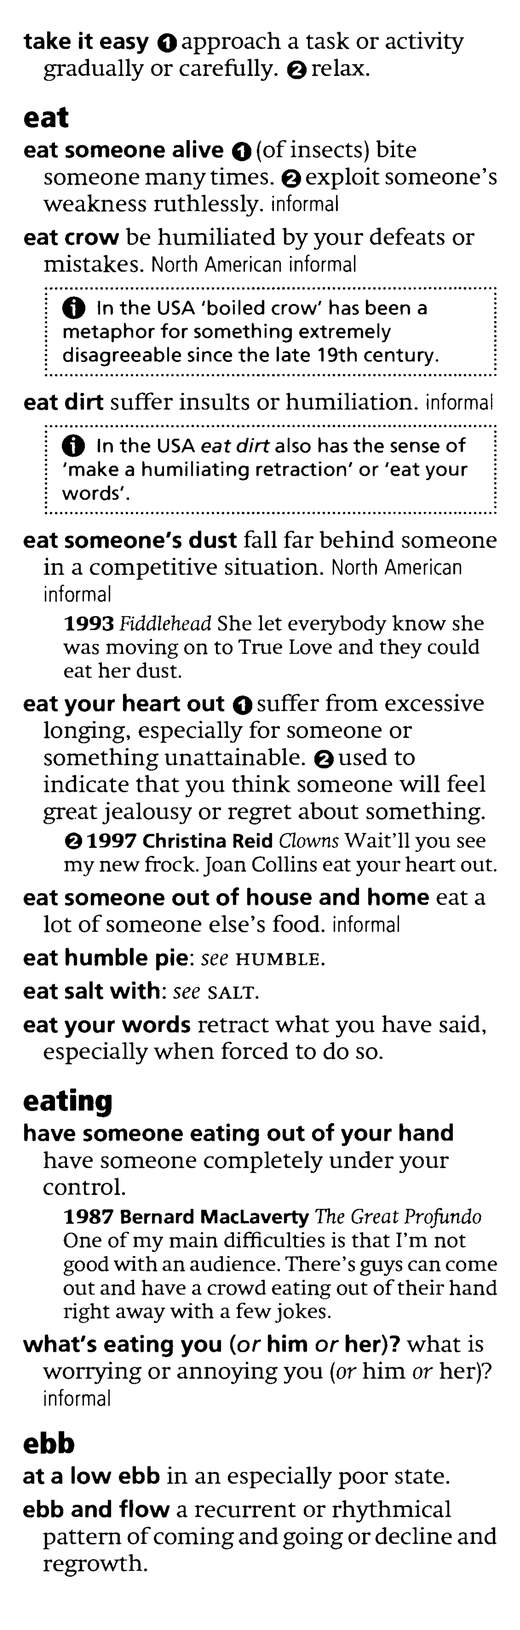 take it easy ❶ approach a task or activity
gradually or carefully. ❷ relax.
eat
eat someone alive ❶ (of insects) bite
someone many times. ❷ exploit someone's
weakness ruthlessly. informal
eat crow be humiliated by your defeats or
mistakes. North American informal
ℹ In the USA 'boiled crow' has been a
metaphor for something extremely
disagreeable since the late 19th century.
eat dirt suffer insults or humiliation. informal
ℹ In the USA eat dirt also has the sense of
'make a humiliating retraction' or 'eat your
words'.
eat someone's dust fall far behind someone
in a competitive situation. North American
informal
1993 Fiddlehead She let everybody know she
was moving on to True Love and they could
eat her dust.
eat your heart out ❶ suffer from excessive
longing, especially for someone or
something unattainable. ❷ used to
indicate that you think someone will feel
great jealousy or regret about something.
❷ 1997 Christina Reid Clowns Wait'll you see
my new frock. Joan Collins eat your heart out.
eat someone out of house and home eat a
lot of someone else's food. informal
eat humble pie: see HUMBLE.
eat salt with: see SALT.
eat your words retract what you have said,
especially when forced to do so.
eating
have someone eating out of your hand
have someone completely under your
control.
1987 Bernard MacLaverty The Great Profundo
One of my main difficulties is that I'm not
good with an audience. There's guys can come
out and have a crowd eating out of their hand
right away with a few jokes.
what's eating you (or him or her)? what is
worrying or annoying you (or him or her)?
informal
ebb
at a low ebb in an especially poor state.
ebb and flow a recurrent or rhythmical
pattern of coming and going or decline and
regrowth.